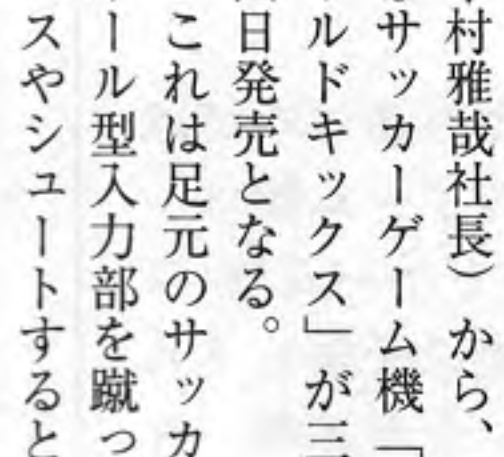 村雅哉社長）から、
サッカーゲーム機「
ルドキックス」が三
日発売となる。
これは足元のサッカ
ール型入力部を蹴っ
スやシュートすると